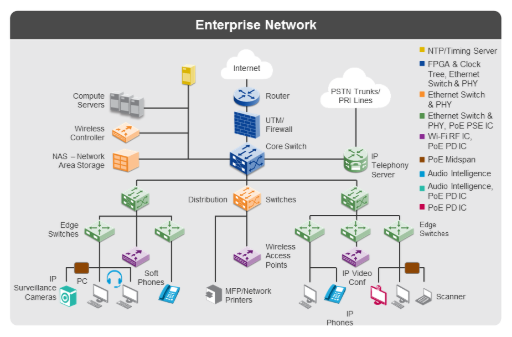 Enterprise Network
Internet
Router
UTM/
Firewall
Core Switch
Compute
Servers
Wireless
Controller
NAS – Network
Area Storage
PSTN Trunks/
PRI Lines
IP
Telephony
Server
NTP/Timing Server
FPGA & Clock
Tree, Ethernet
Switch & PHY
Ethernet Switch
& PHY
Ethernet Switch &
PHY, PoE PSE IC
Wi-Fi RF IC,
PoE PD IC
PoE Midspan
Audio Intelligence
Audio Intelligence,
PoE PD IC
PoE PD IC
Distribution
Switches
Edge
Switches
Edge
Switches
PC
IP
Surveillance
Cameras
Soft
Phones
Wireless
Access
Points
MFP/Network
Printers
IP Video
Conf
IP
Phones
Scanner